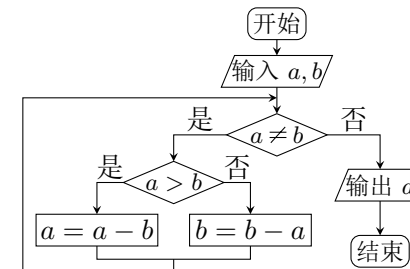 开始
输入 a, b
是
a ≠ b
否
是
a > b
否
输出 a
a = a − b
b = b − a
结束